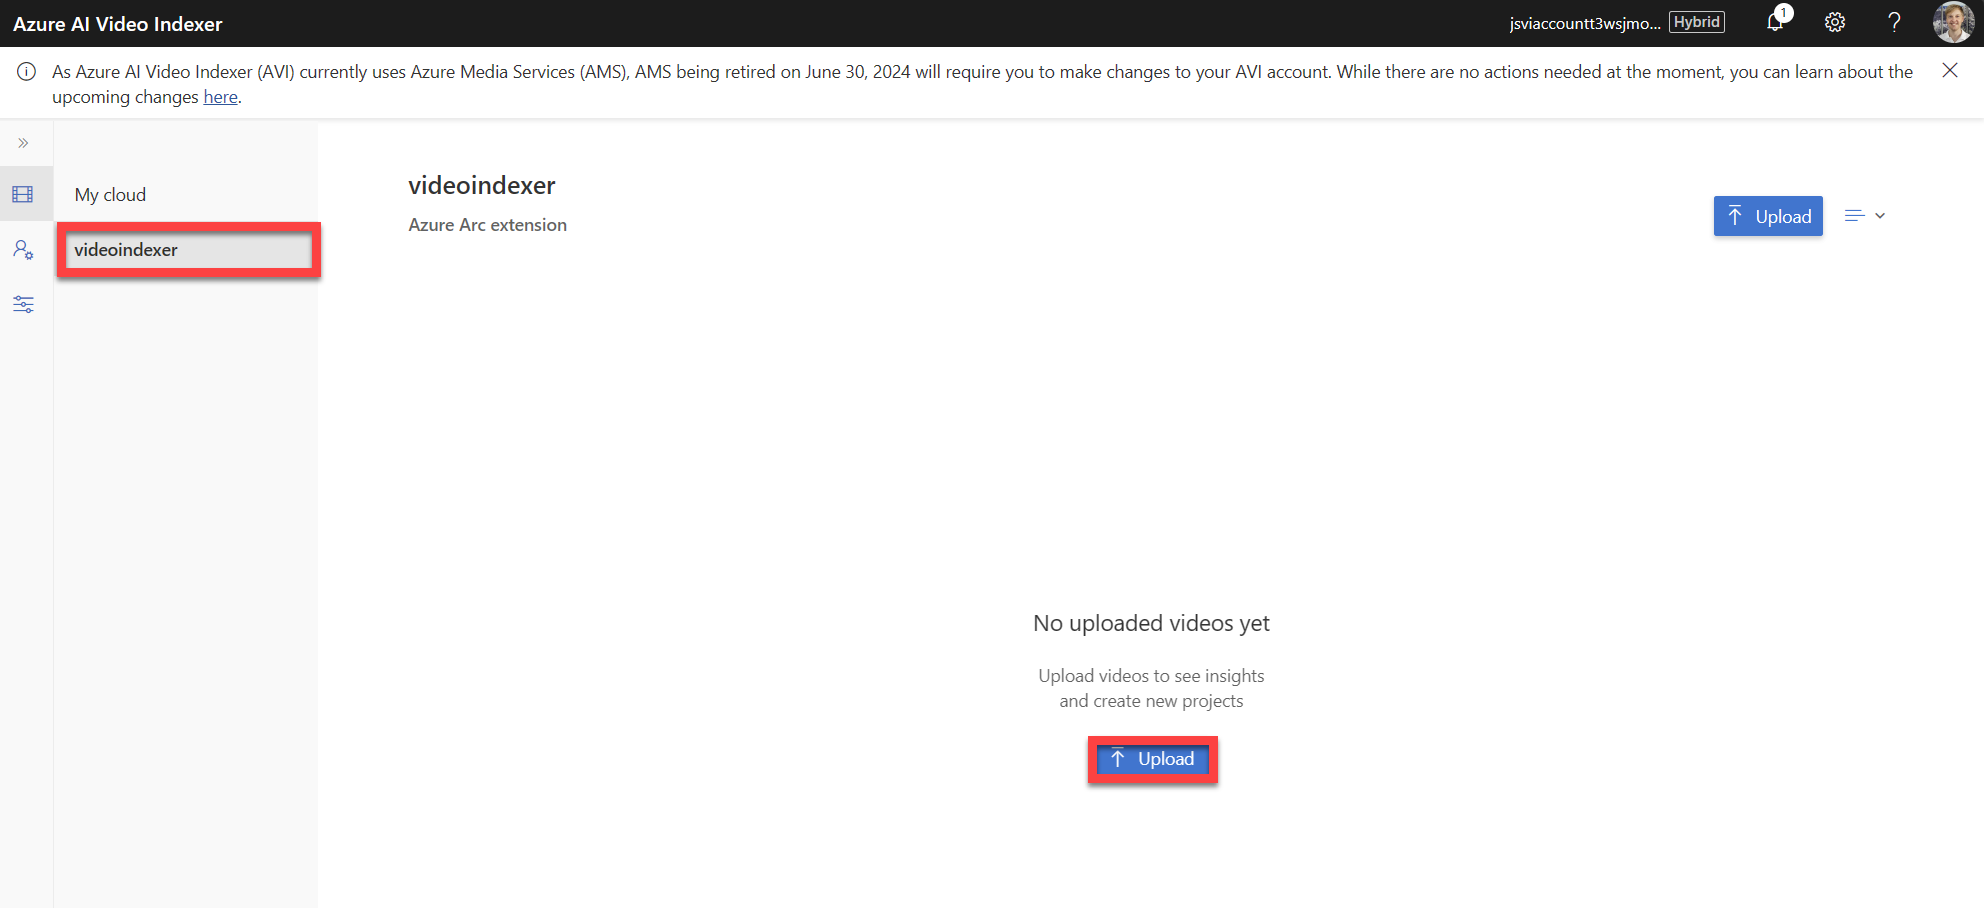 Azure AI Video Indexer
jsviaccountt3wsjmo... Hybrid 1
As Azure AI Video Indexer (AVI) currently uses Azure Media Services (AMS), AMS being retired on June 30, 2024 will require you to make changes to your AVI account. While there are no actions needed at the moment, you can learn about the
upcoming changes here.
My cloud
videoindexer
videoindexer
Azure Arc extension
Upload
No uploaded videos yet
Upload videos to see insights
and create new projects
Upload